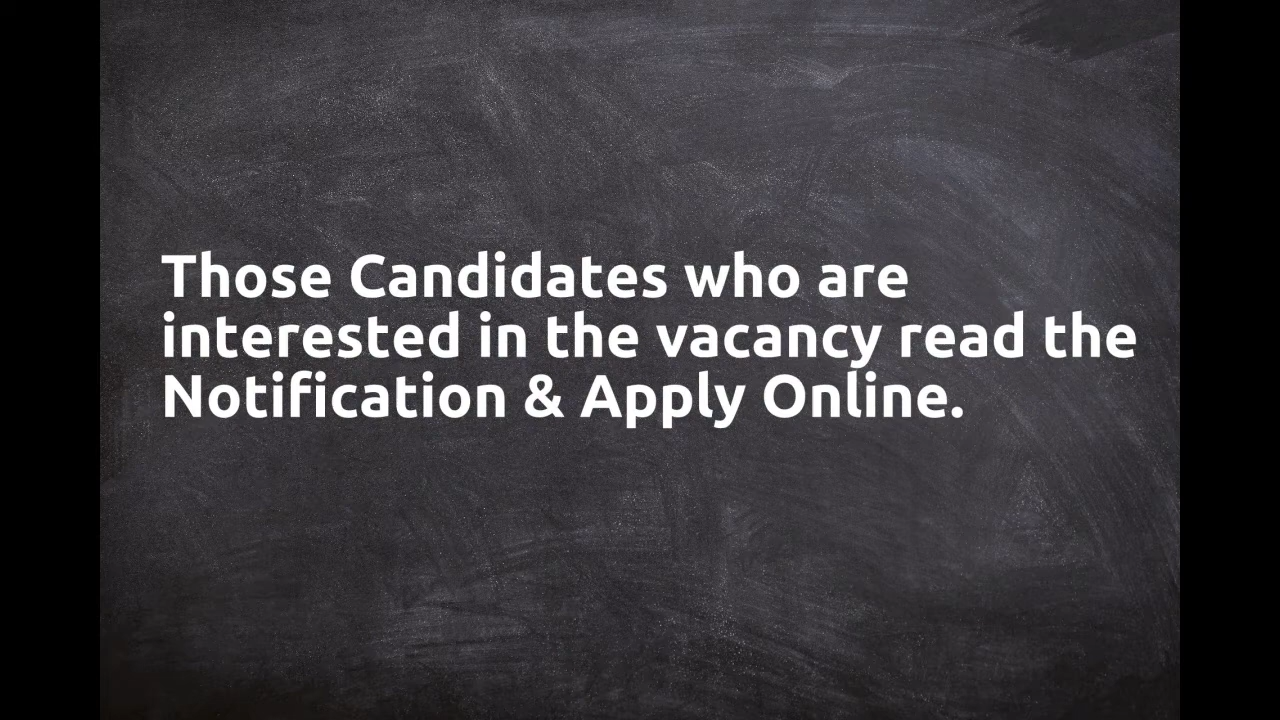 Those Candidates who are
interested in the vacancy read the
Notification & Apply Online.